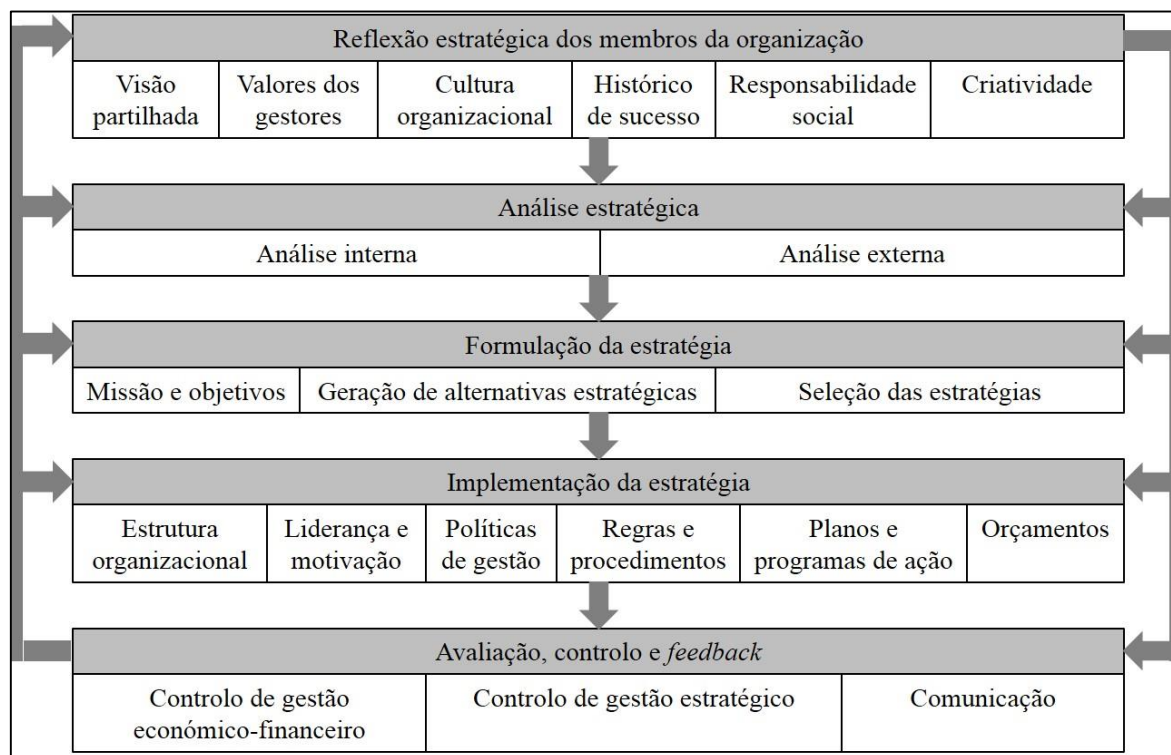 Reflexão estratégica dos membros da organização
Visão
partilhada
Valores dos
gestores
Cultura
organizacional
Histórico
de sucesso
Responsabilidade
social
Criatividade
Análise estratégica
Análise interna
Análise externa
Formulação da estratégia
Missão e objetivos
Geração de alternativas estratégicas
Seleção das estratégias
Implementação da estratégia
Estrutura
organizacional
Liderança e
motivação
Políticas
de gestão
Regras e
procedimentos
Planos e
programas de ação
Orçamentos
Avaliação, controlo e feedback
Controlo de gestão
económico-financeiro
Controlo de gestão estratégico
Comunicação